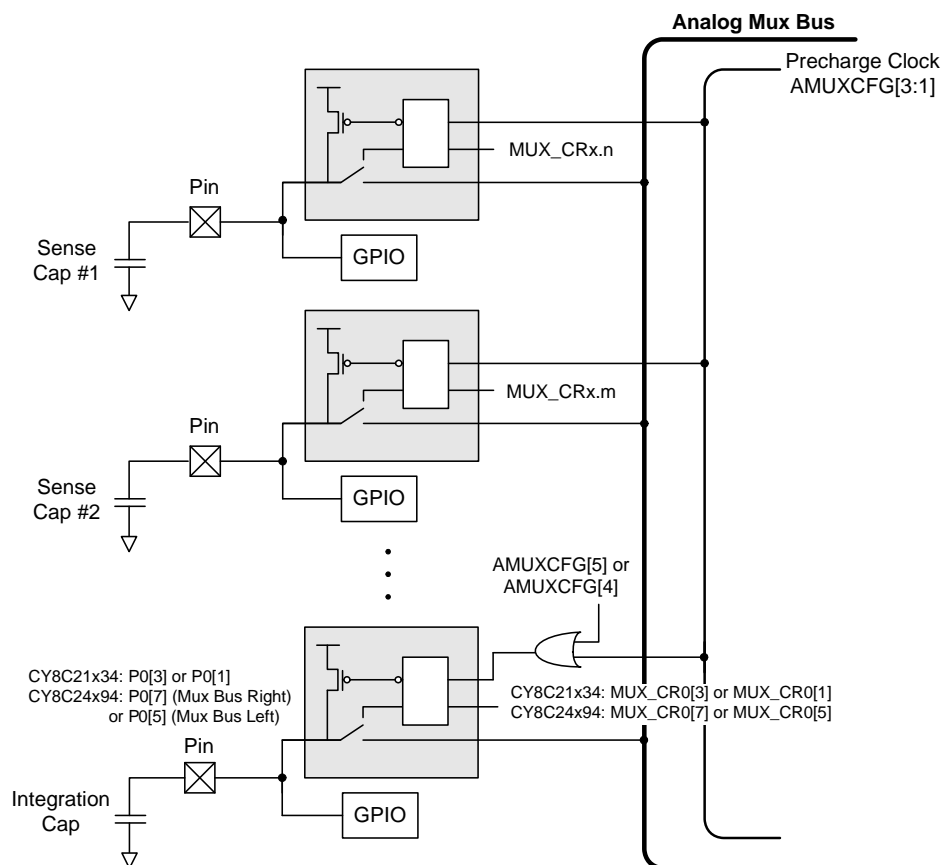 Analog Mux Bus
Precharge Clock
AMUXCFG[3:1]
MUX_CRx.n
Pin
GPIO
Sense
Cap #1
MUX_CRx.m
Pin
GPIO
Sense
Cap #2
AMUXCFG[5] or
AMUXCFG[4]
CY8C21x34: P0[3] or P0[1]
CY8C24x94: P0[7] (Mux Bus Right)
or P0[5] (Mux Bus Left)
CY8C21x34: MUX_CR0[3] or MUX_CR0[1]
CY8C24x94: MUX_CR0[7] or MUX_CR0[5]
Pin
GPIO
Integration
Cap